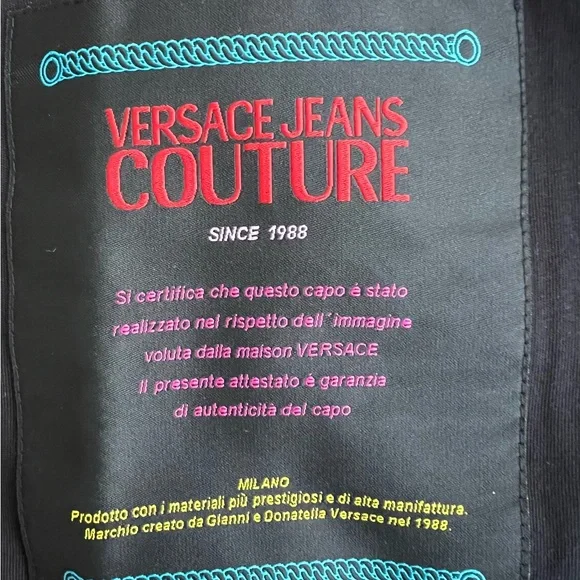 VERSACE JEANS
COUTURE
SINCE 1988
Si certifica che questo capo è stato
realizzato nel rispetto dell'immagine
voluta dalla maison VERSACE
Il presente attestato è garanzia
di autenticità del capo
MILANO
Prodotto con i materiali più prestigiosi e di alta manifattura.
Marchio creato da Gianni e Donatella Versace nel 1988.